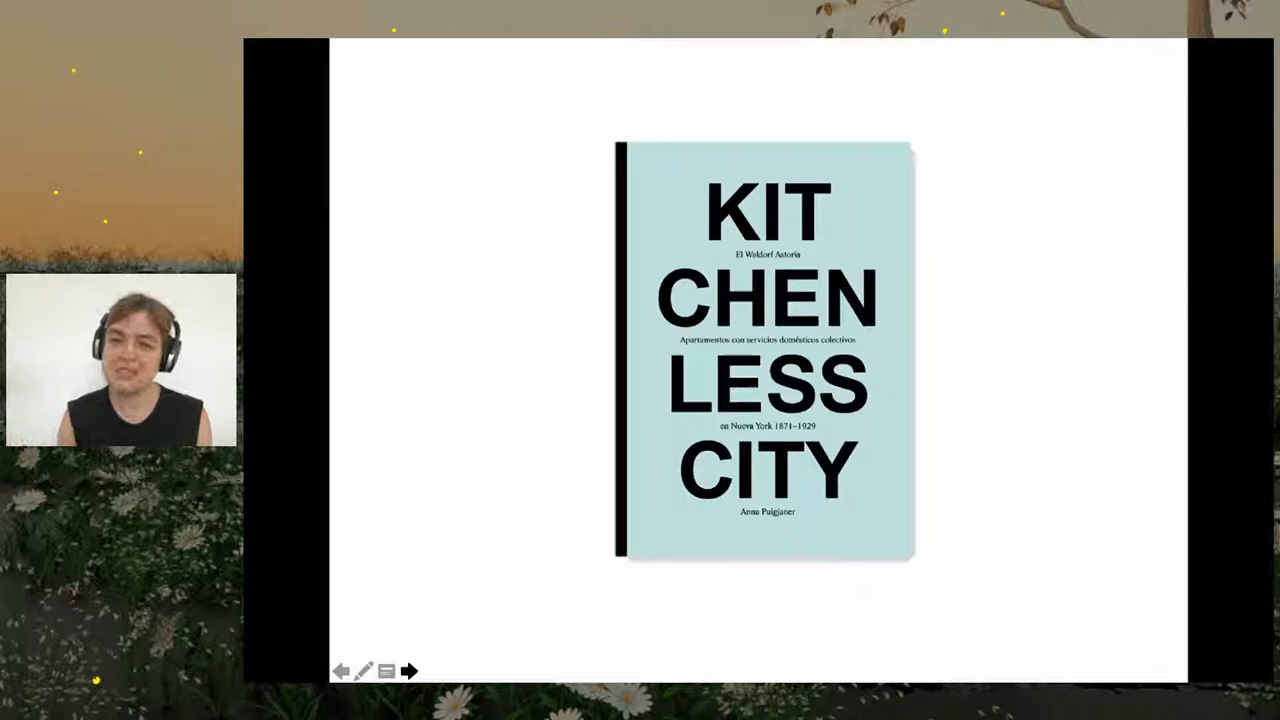 KIT
El Waldorf Astoria
CHEN
Apartamentos con servicios domésticos colectivos
LESS
en Nueva York 1871–1929
CITY
Anna Puigjaner